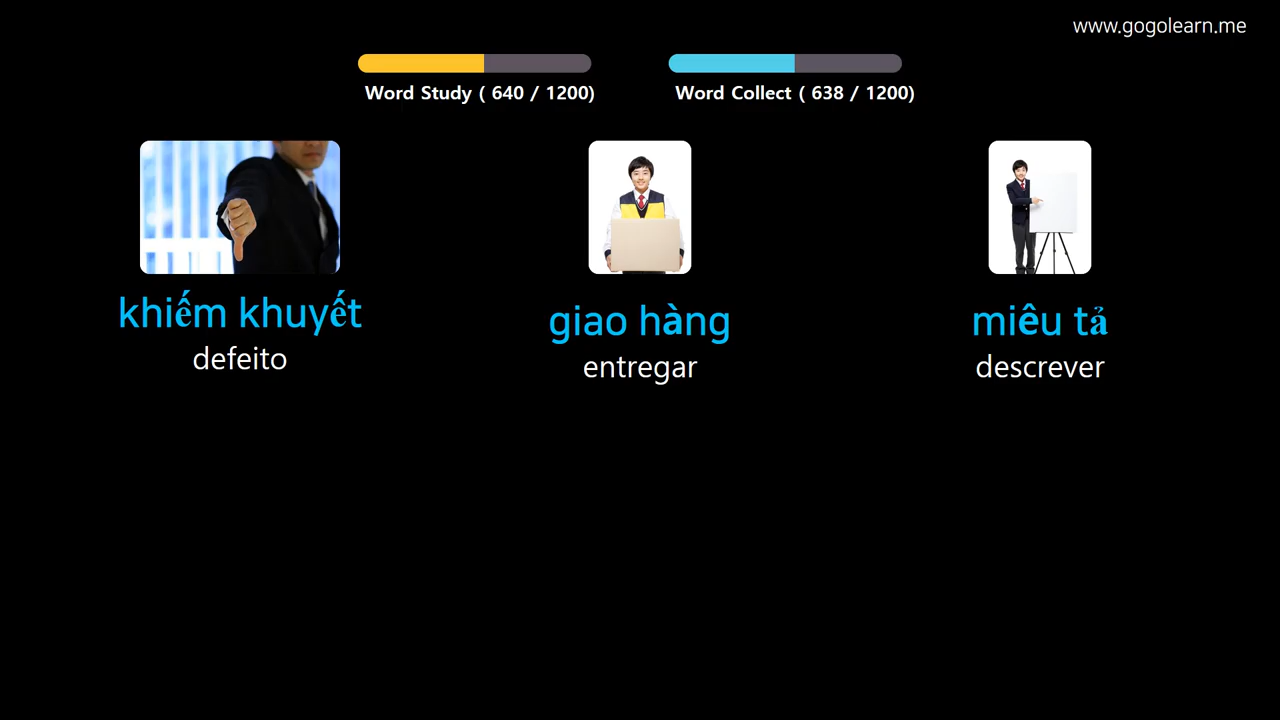 www.gogolearn.me
Word Study ( 640 / 1200)
Word Collect ( 638 / 1200)
khiếm khuyết
defeito
giao hàng
entregar
miêu tả
descrever